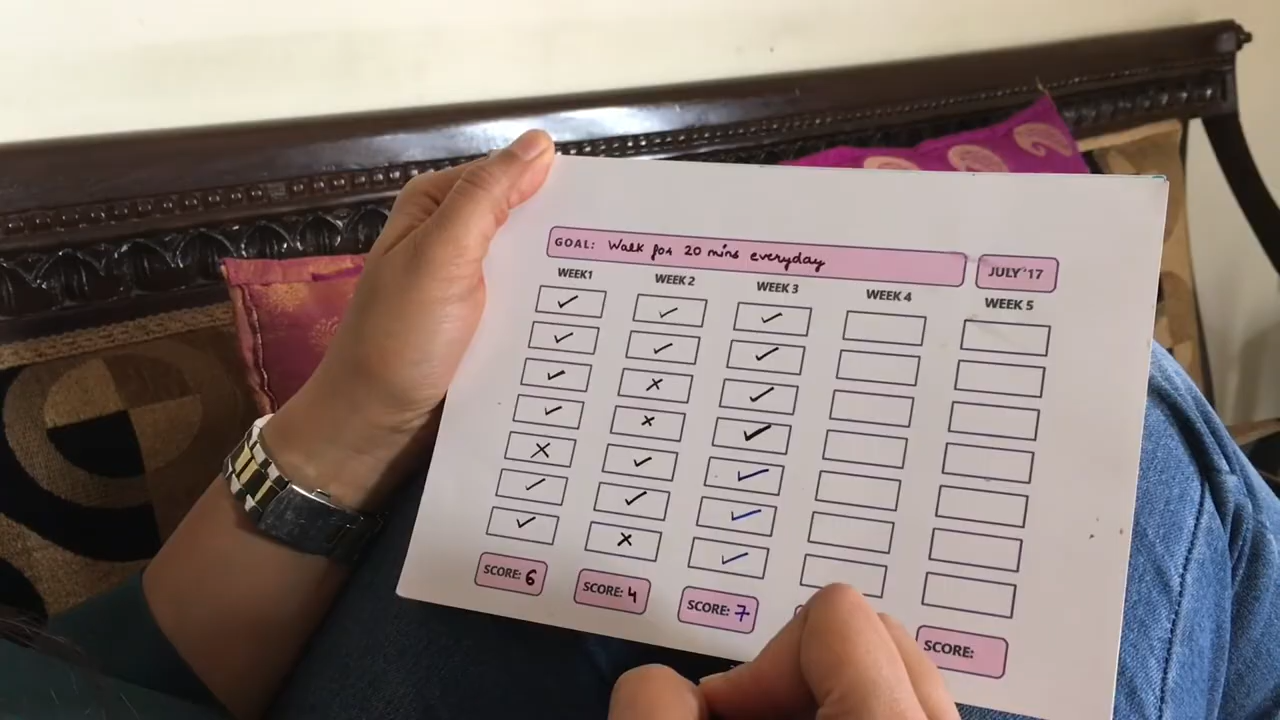 GOAL: Walk for 20 mins everyday JULY '17
WEEK1 WEEK 2 WEEK 3 WEEK 4 WEEK 5
SCORE: 6 SCORE: 4 SCORE: 7 SCORE: